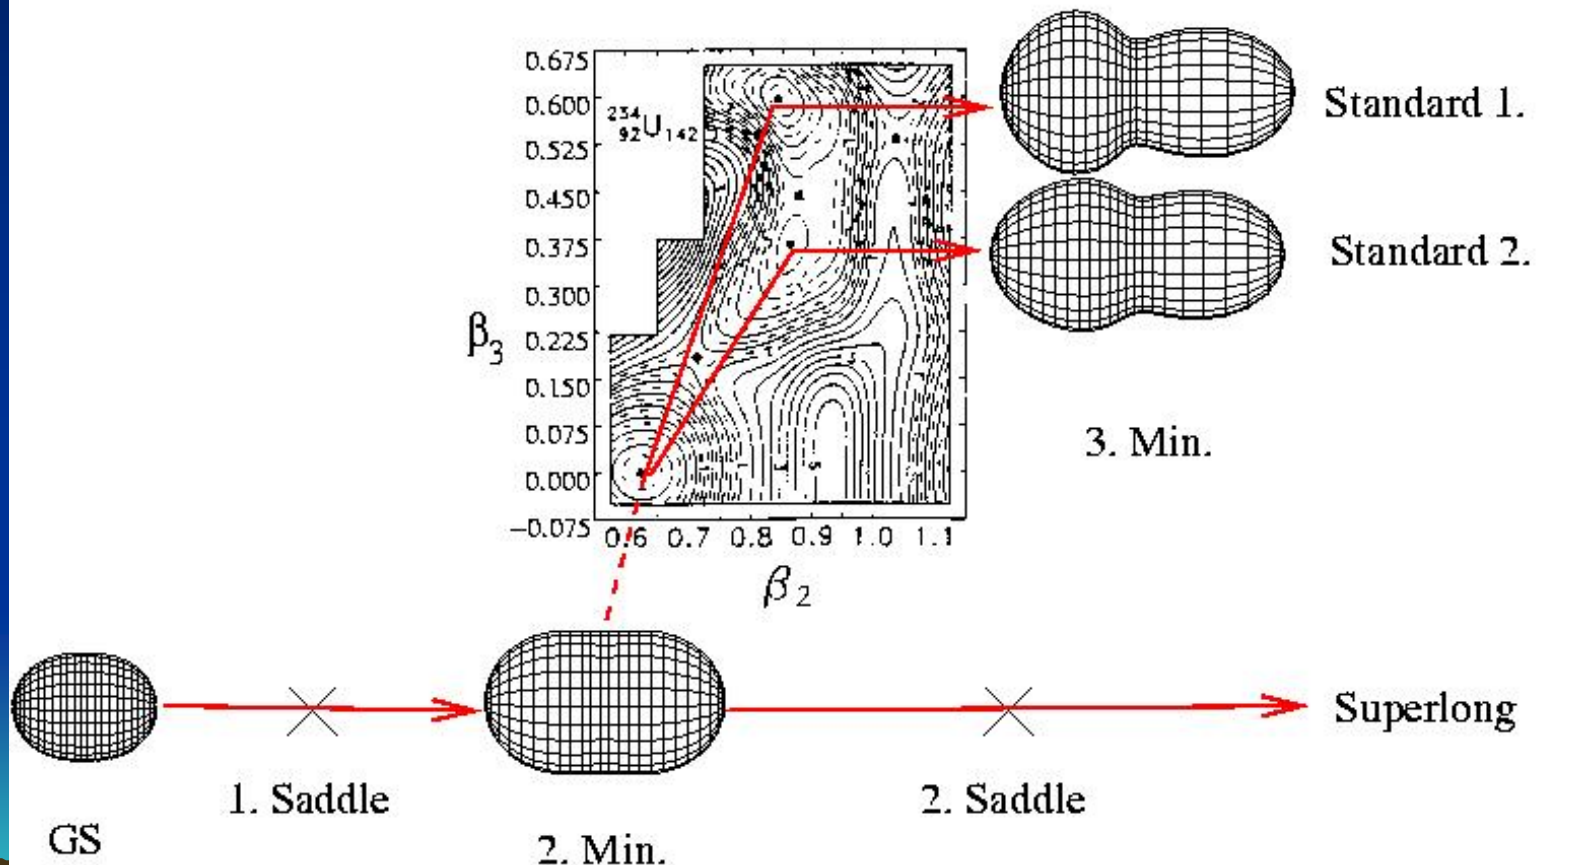 0.675
0.600
0.525
0.450
0.375
0.300
0.225
0.150
0.075
0.000
−0.075
β₃
²³⁴₉₂U₁₄₂
0.6 0.7 0.8 0.9 1.0 1.1
β₂
Standard 1.
Standard 2.
3. Min.
Superlong
1. Saddle
2. Saddle
GS
2. Min.